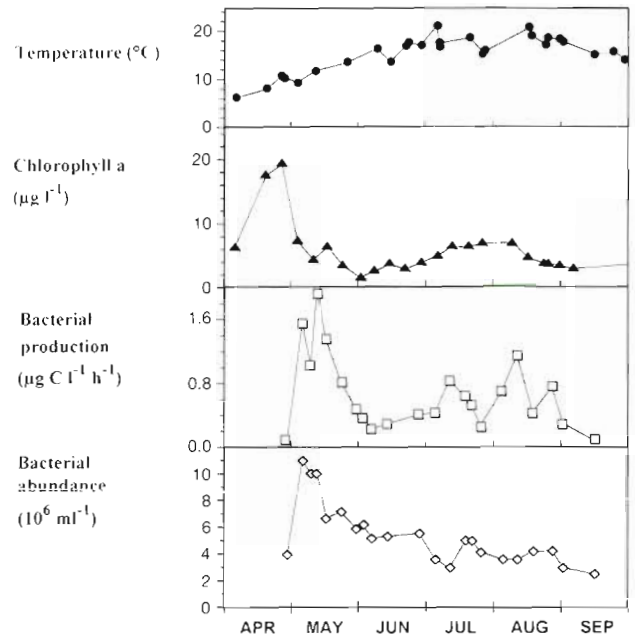 Temperature (°C)
20
10
0
Chlorophyll a
(µg l⁻¹)
20
10
0
Bacterial
production
(µg C l⁻¹ h⁻¹)
1.6
0.8
0.0
Bacterial
abundance
(10⁶ ml⁻¹)
10
8
6
4
2
0
APR MAY JUN JUL AUG SEP